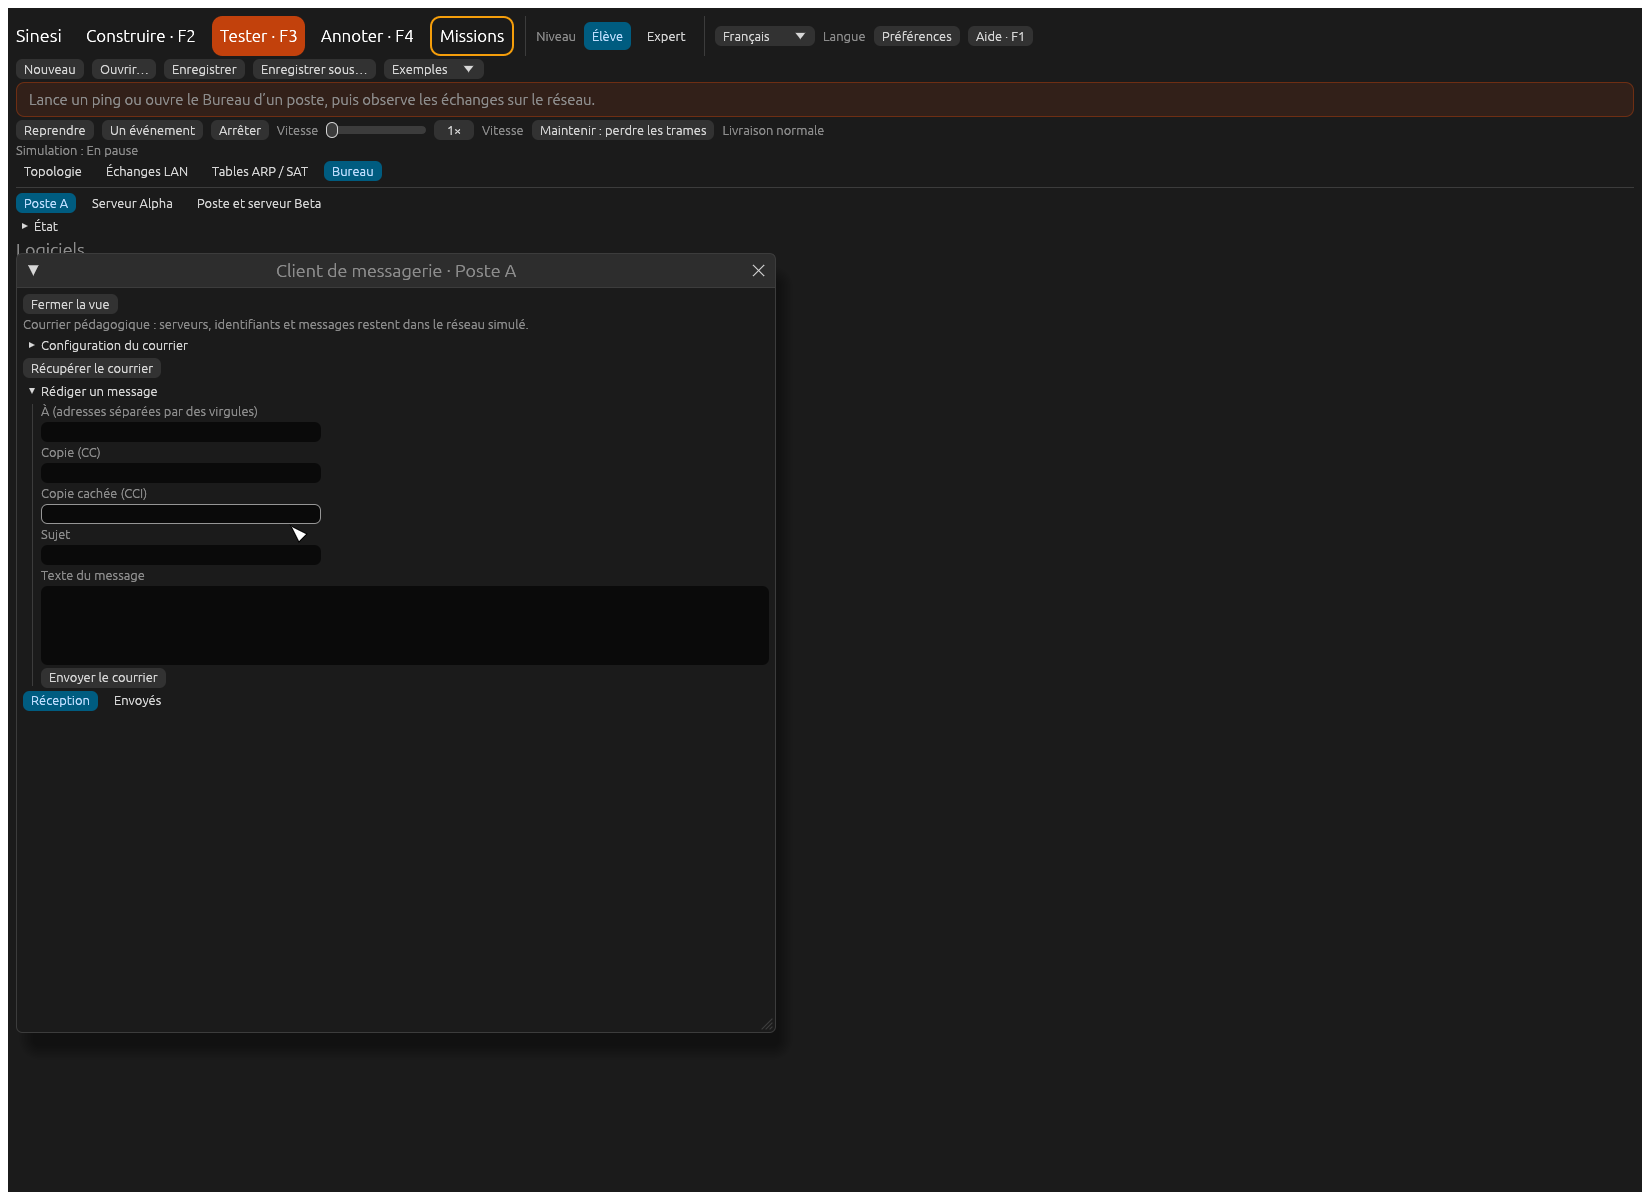 Sinesi Construire · F2 Tester · F3 Annoter · F4 Missions Niveau Élève Expert Français Langue Préférences Aide · F1
Nouveau Ouvrir… Enregistrer Enregistrer sous… Exemples
Lance un ping ou ouvre le Bureau d’un poste, puis observe les échanges sur le réseau.
Reprendre Un événement Arrêter Vitesse 1× Vitesse Maintenir : perdre les trames Livraison normale
Simulation : En pause
Topologie Échanges LAN Tables ARP / SAT Bureau
Poste A Serveur Alpha Poste et serveur Beta
État
Logiciels
Client de messagerie · Poste A
Fermer la vue
Courrier pédagogique : serveurs, identifiants et messages restent dans le réseau simulé.
Configuration du courrier
Récupérer le courrier
Rédiger un message
À (adresses séparées par des virgules)
Copie (CC)
Copie cachée (CCI)
Sujet
Texte du message
Envoyer le courrier
Réception Envoyés